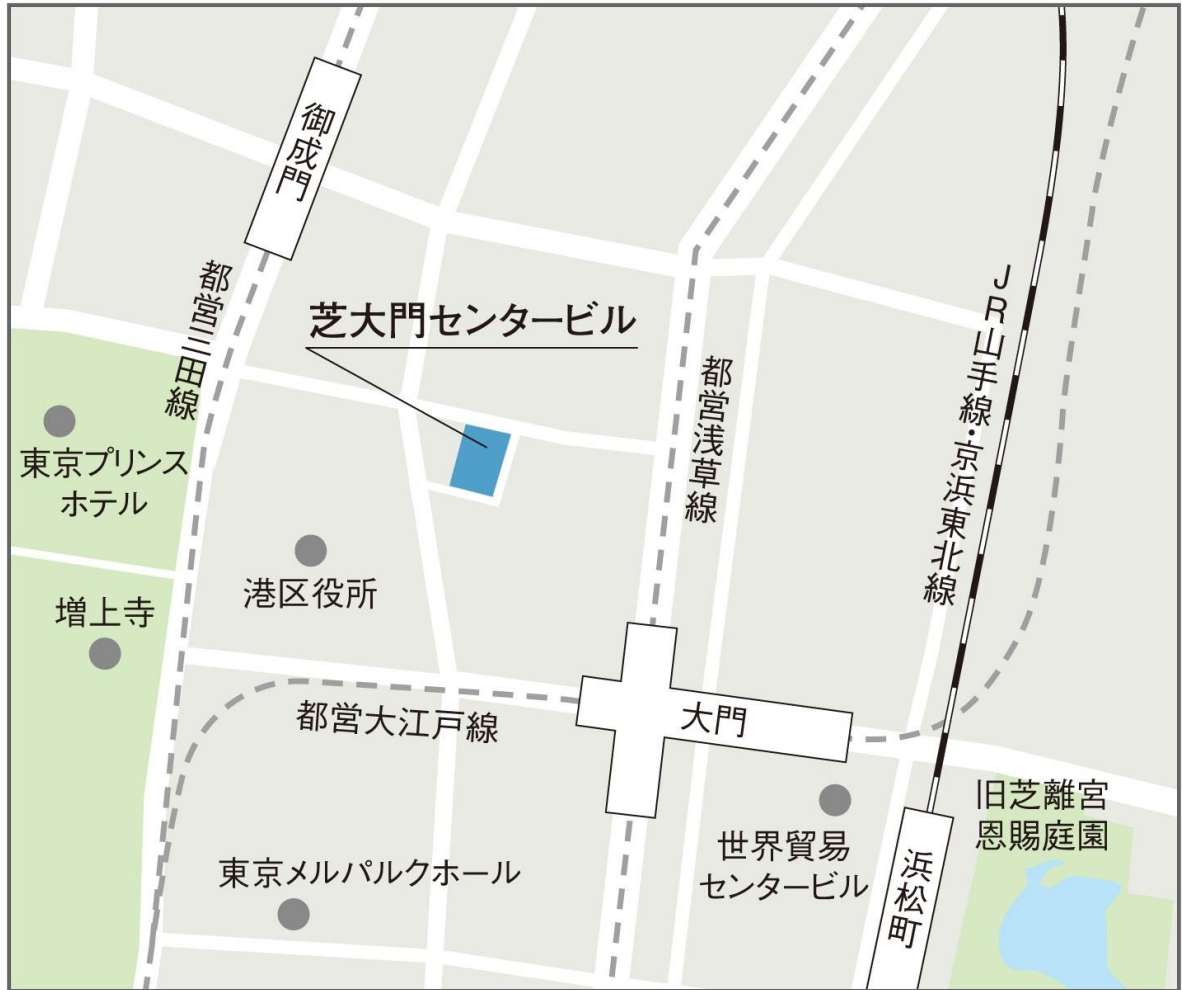 御成門
都営三田線
芝大門センタービル
都営浅草線
JR山手線・京浜東北線
東京プリンス
ホテル
港区役所
増上寺
都営大江戸線
大門
旧芝離宮
恩賜庭園
世界貿易
センタービル
浜松町
東京メルパルクホール